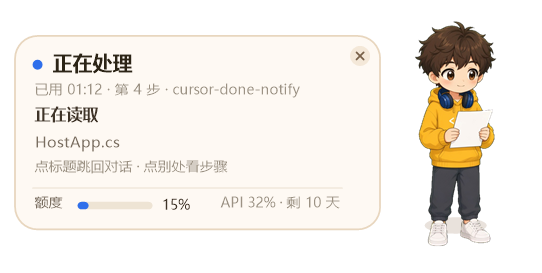 正在处理
已用 01:12 · 第 4 步 · cursor-done-notify
正在读取
HostApp.cs
点标题跳回对话 · 点别处看步骤
额度 15% API 32% · 剩 10 天